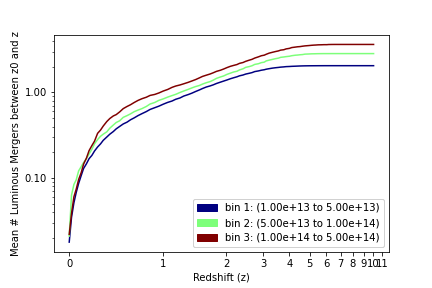 Mean # Luminous Mergers between z0 and z
1.00
0.10
bin 1: (1.00e+13 to 5.00e+13)
bin 2: (5.00e+13 to 1.00e+14)
bin 3: (1.00e+14 to 5.00e+14)
0 1 2 3 4 5 6 7 8 9 10 11
Redshift (z)